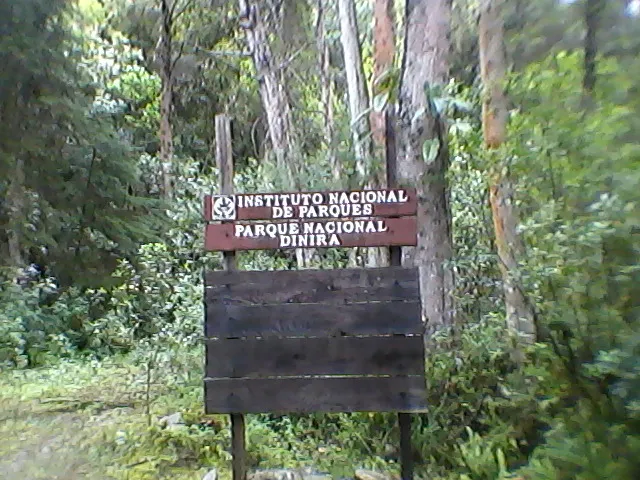 INSTITUTO NACIONAL
DE PARQUES
PARQUE NACIONAL
DINIRA